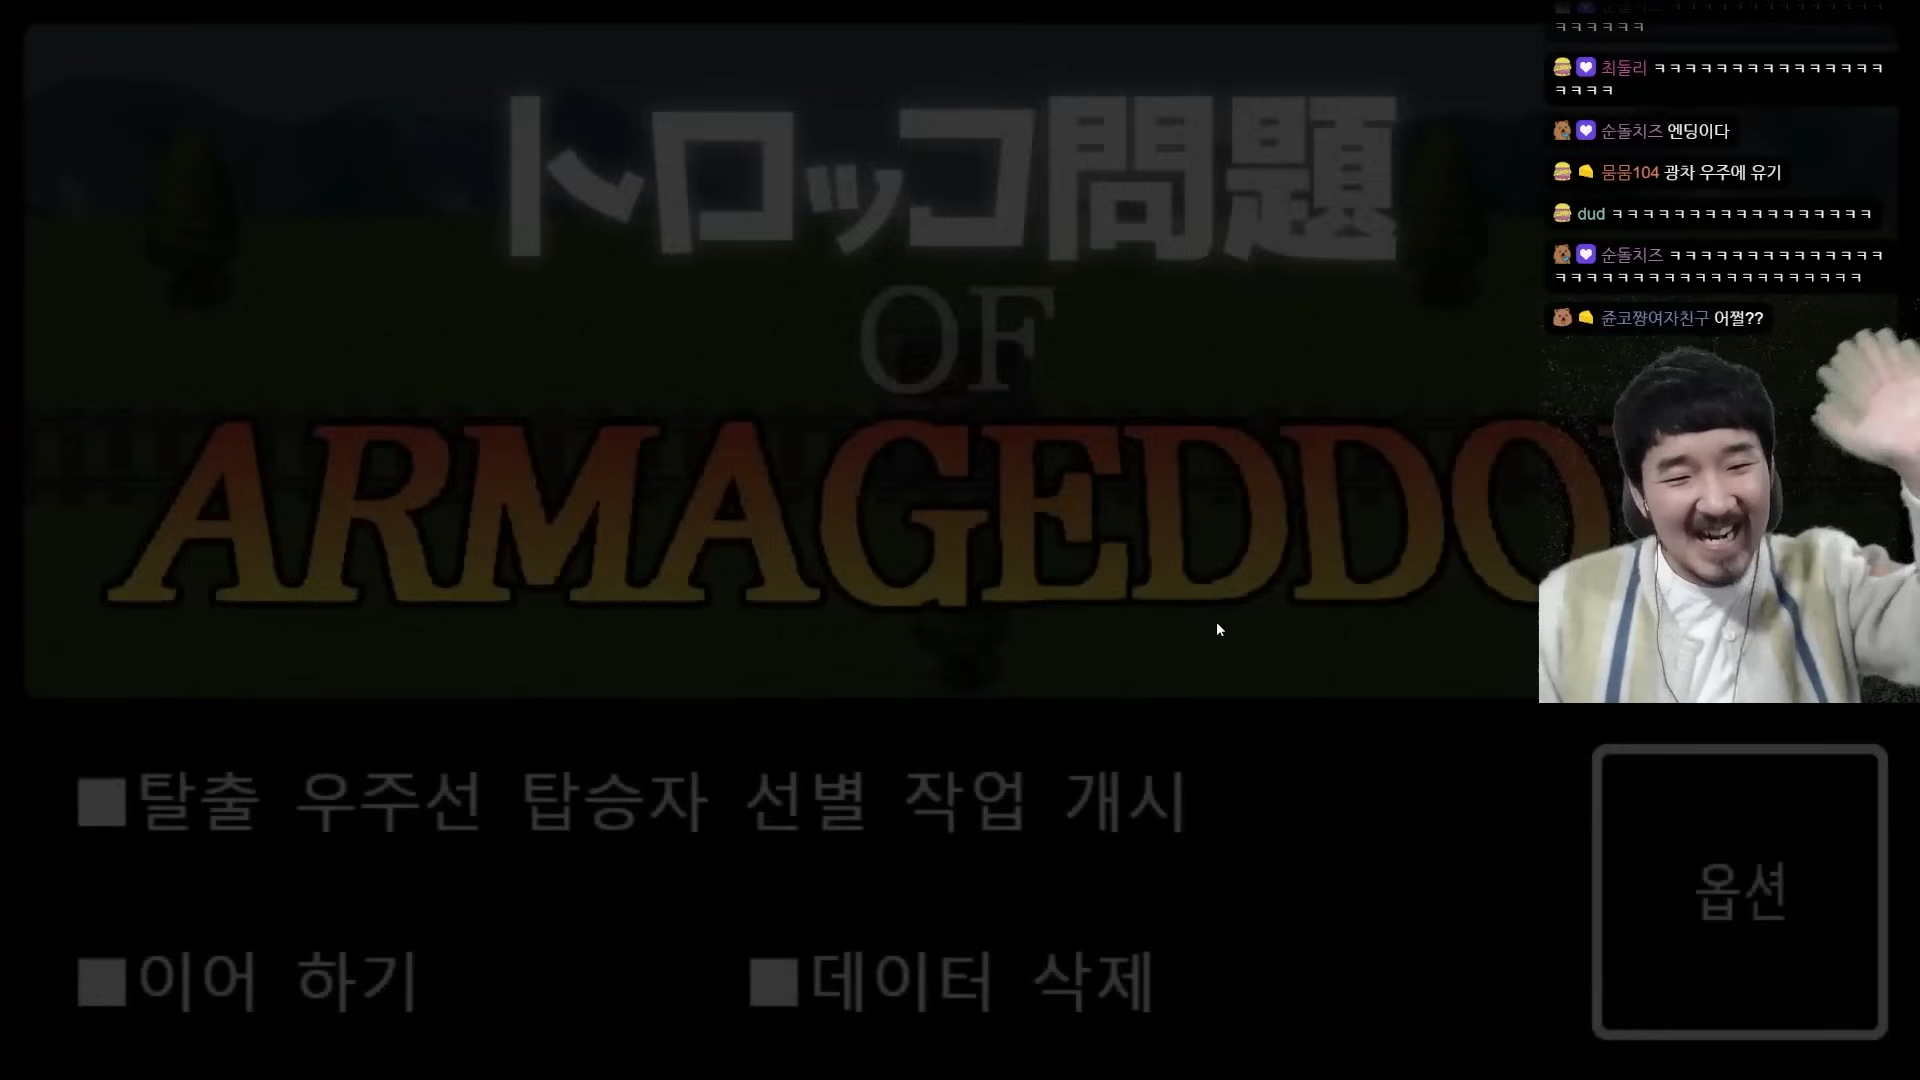 トロッコ問題
OF
ARMAGEDDO
■탈출 우주선 탑승자 선별 작업 개시
■이어 하기
■데이터 삭제
옵션
ㅋㅋㅋㅋㅋㅋ
최둘리 ㅋㅋㅋㅋㅋㅋㅋㅋㅋㅋㅋㅋㅋㅋㅋ
ㅋㅋㅋㅋ
순돌치즈 엔딩이다
뭄뭄104 광차 우주에 유기
dud ㅋㅋㅋㅋㅋㅋㅋㅋㅋㅋㅋㅋㅋㅋㅋㅋㅋ
순돌치즈 ㅋㅋㅋㅋㅋㅋㅋㅋㅋㅋㅋㅋㅋㅋ
ㅋㅋㅋㅋㅋㅋㅋㅋㅋㅋㅋㅋㅋㅋㅋㅋㅋㅋㅋㅋ
쥰코쨩여자친구 어쩔??